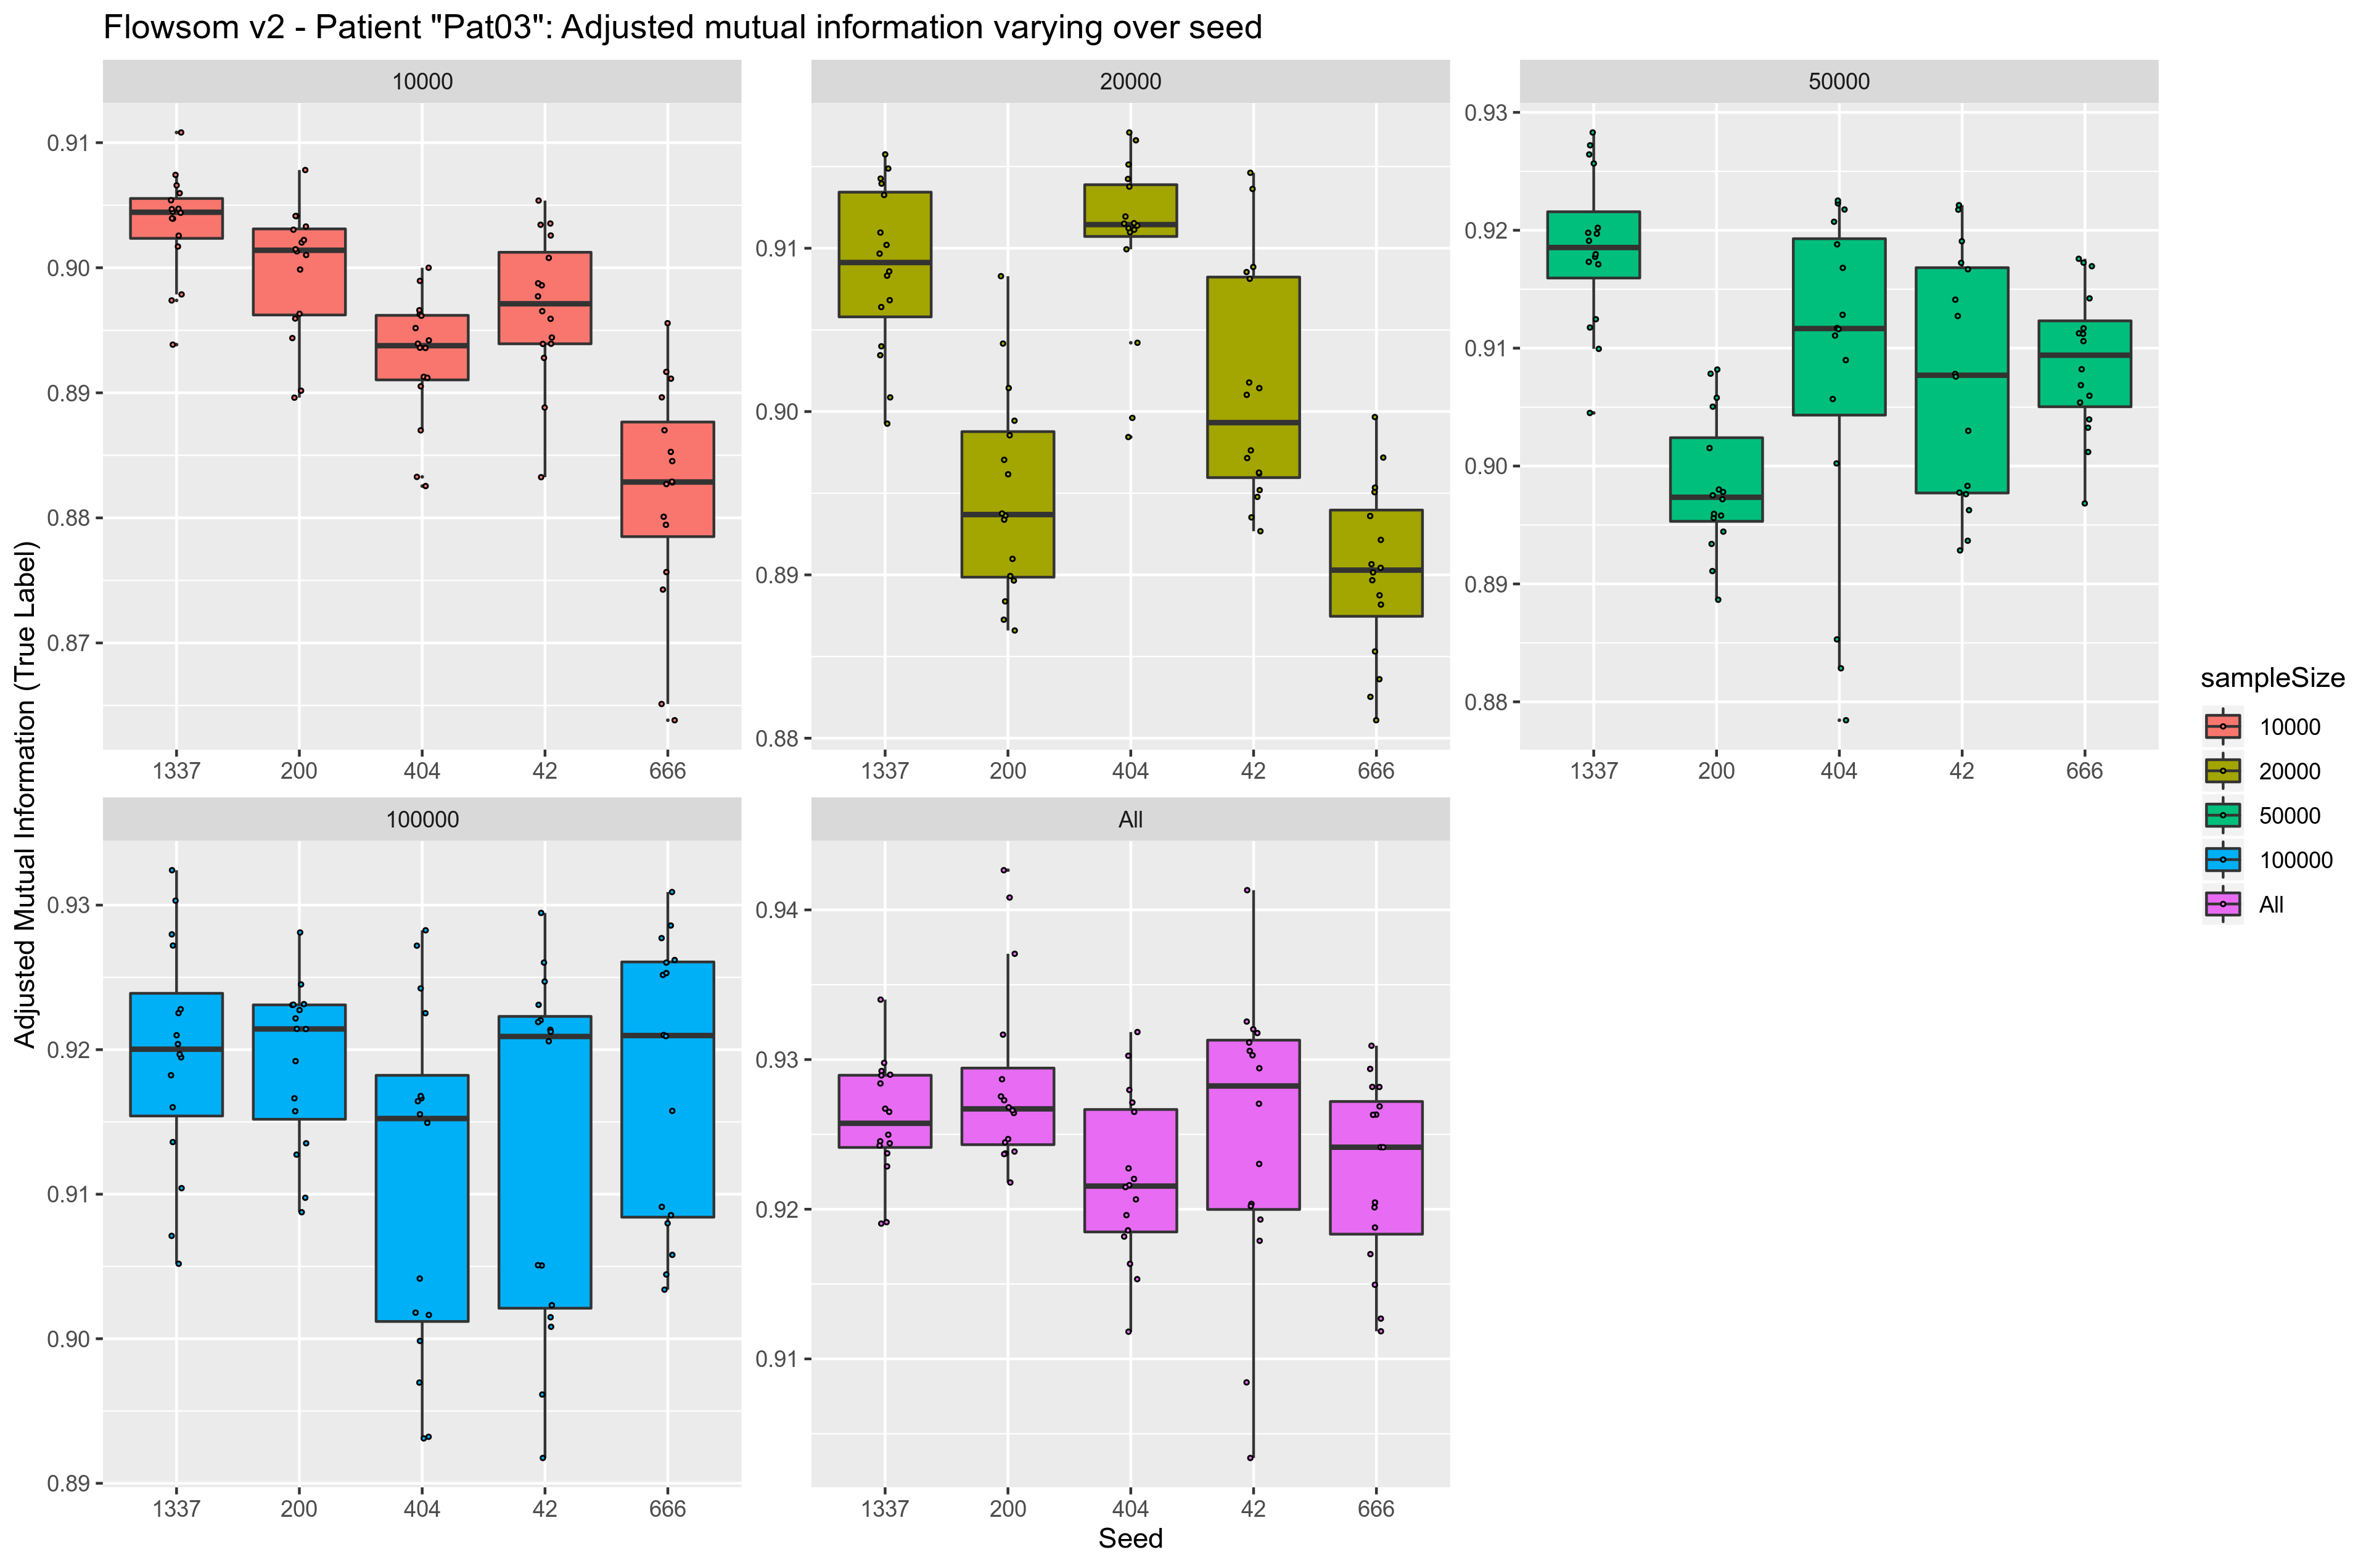 Flowsom v2 - Patient "Pat03": Adjusted mutual information varying over seed
Adjusted Mutual Information (True Label)
10000
0.91
0.90
0.89
0.88
0.87
1337 200 404 42 666
20000
0.91
0.90
0.89
0.88
1337 200 404 42 666
50000
0.93
0.92
0.91
0.90
0.89
0.88
1337 200 404 42 666
100000
0.93
0.92
0.91
0.90
0.89
1337 200 404 42 666
All
0.94
0.93
0.92
0.91
1337 200 404 42 666
Seed
sampleSize
10000
20000
50000
100000
All